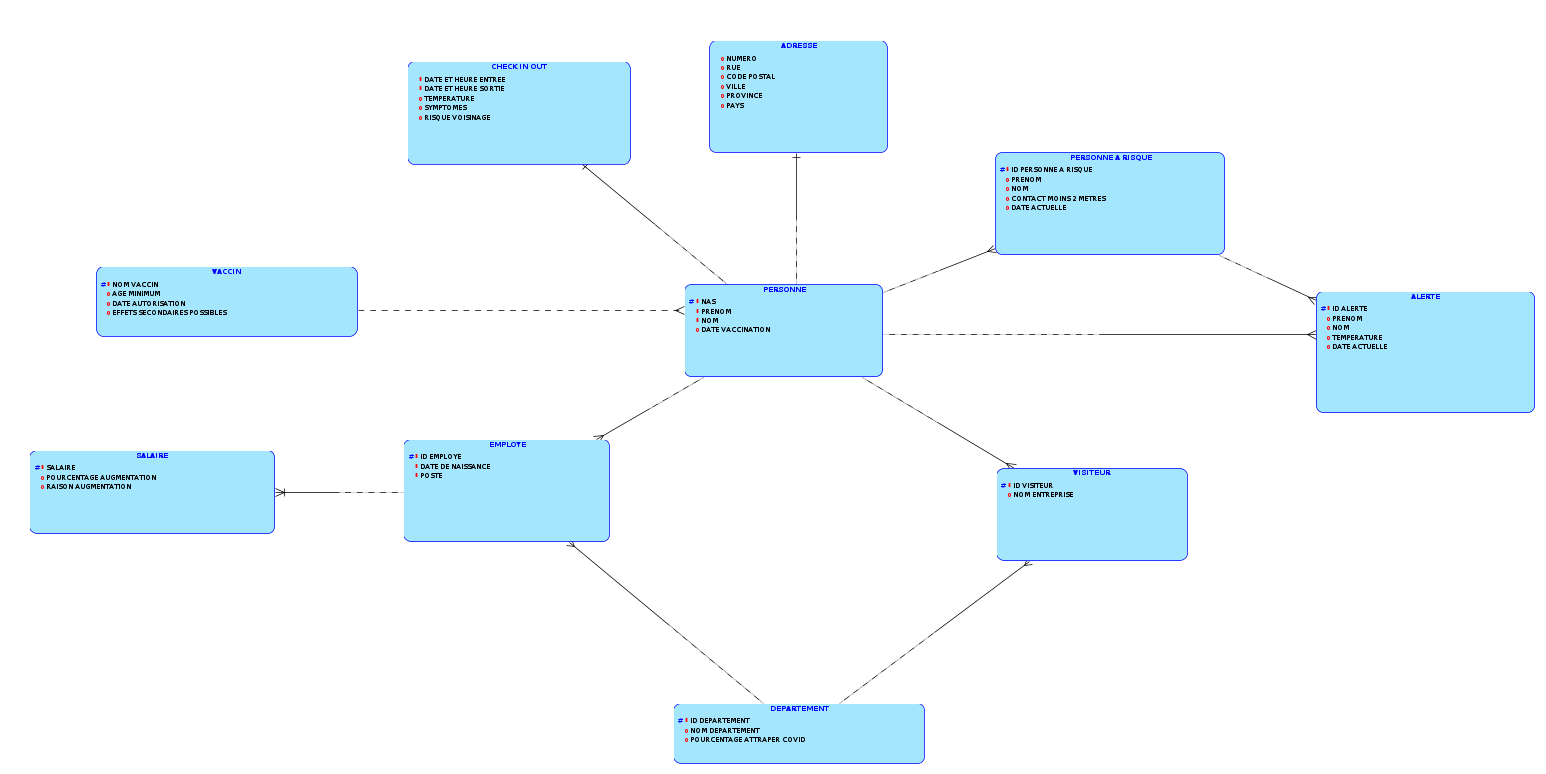 ADRESSE
NUMERO
RUE
CODE POSTAL
VILLE
PROVINCE
PAYS
CHECK IN OUT
DATE ET HEURE ENTREE
DATE ET HEURE SORTIE
TEMPERATURE
SYMPTOMES
RISQUE VOISINAGE
PERSONNE A RISQUE
#* ID PERSONNE A RISQUE
o PRENOM
o NOM
o CONTACT MOINS 2 METRES
o DATE ACTUELLE
VACCIN
#* NOM VACCIN
o AGE MINIMUM
o DATE AUTORISATION
o EFFETS SECONDAIRES POSSIBLES
PERSONNE
#* NAS
* PRENOM
* NOM
o DATE VACCINATION
ALERTE
#* ID ALERTE
o PRENOM
o NOM
o TEMPERATURE
o DATE ACTUELLE
SALAIRE
#* SALAIRE
o POURCENTAGE AUGMENTATION
o RAISON AUGMENTATION
EMPLOYE
#* ID EMPLOYE
* DATE DE NAISSANCE
* POSTE
VISITEUR
#* ID VISITEUR
o NOM ENTREPRISE
DEPARTEMENT
#* ID DEPARTEMENT
o NOM DEPARTEMENT
o POURCENTAGE ATTRAPER COVID